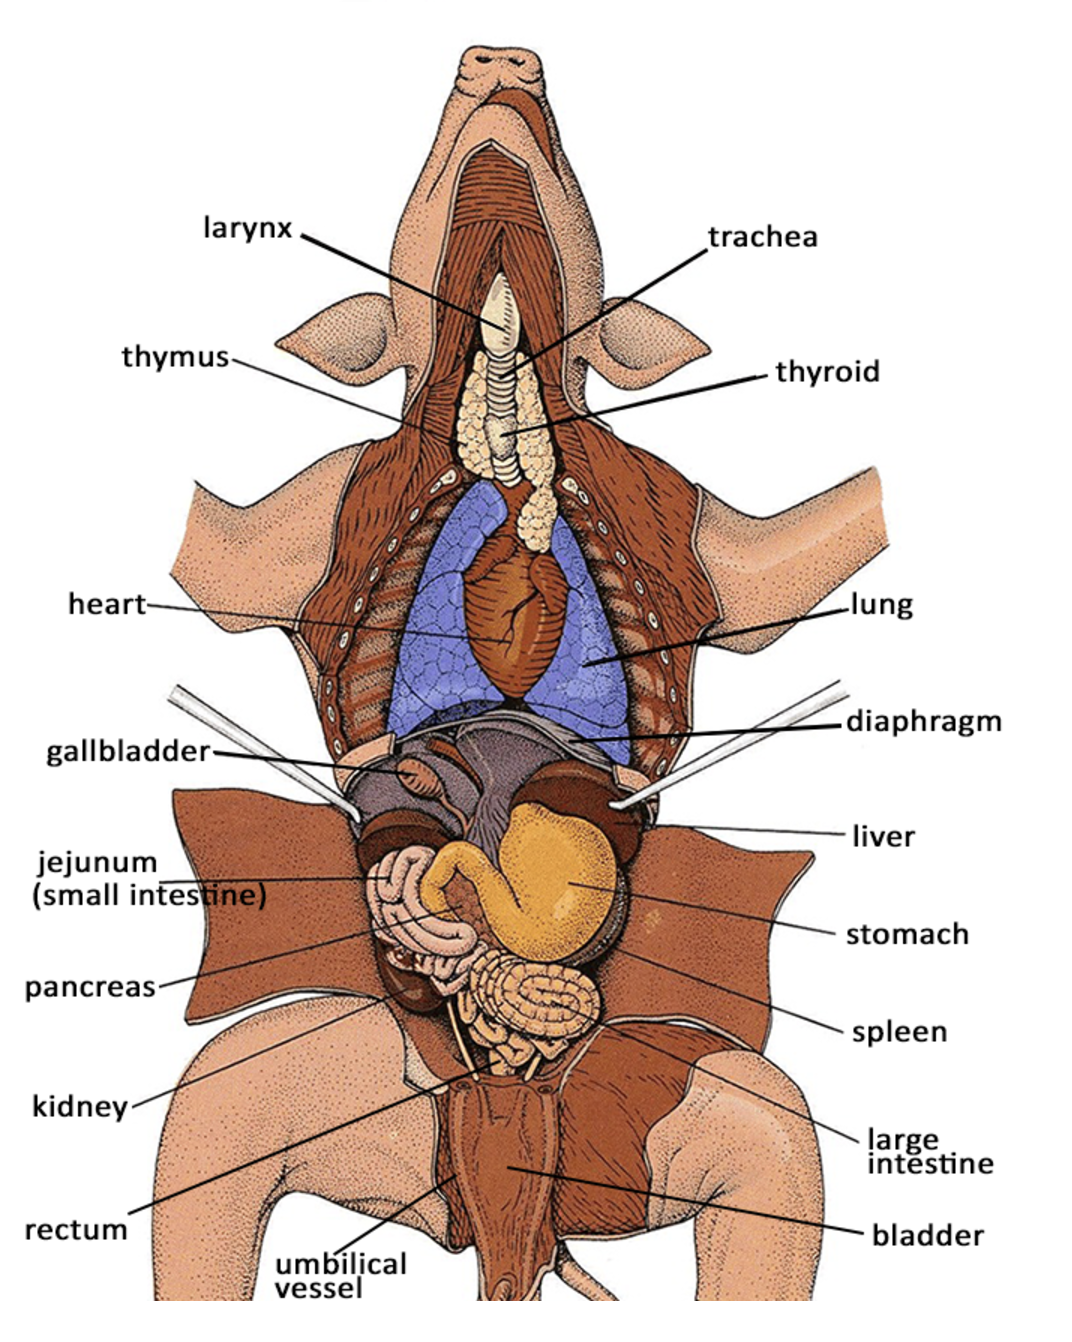 larynx
trachea
thymus
thyroid
heart
lung
gallbladder
diaphragm
liver
jejunum
(small intestine)
stomach
pancreas
spleen
kidney
large
intestine
rectum
bladder
umbilical
vessel